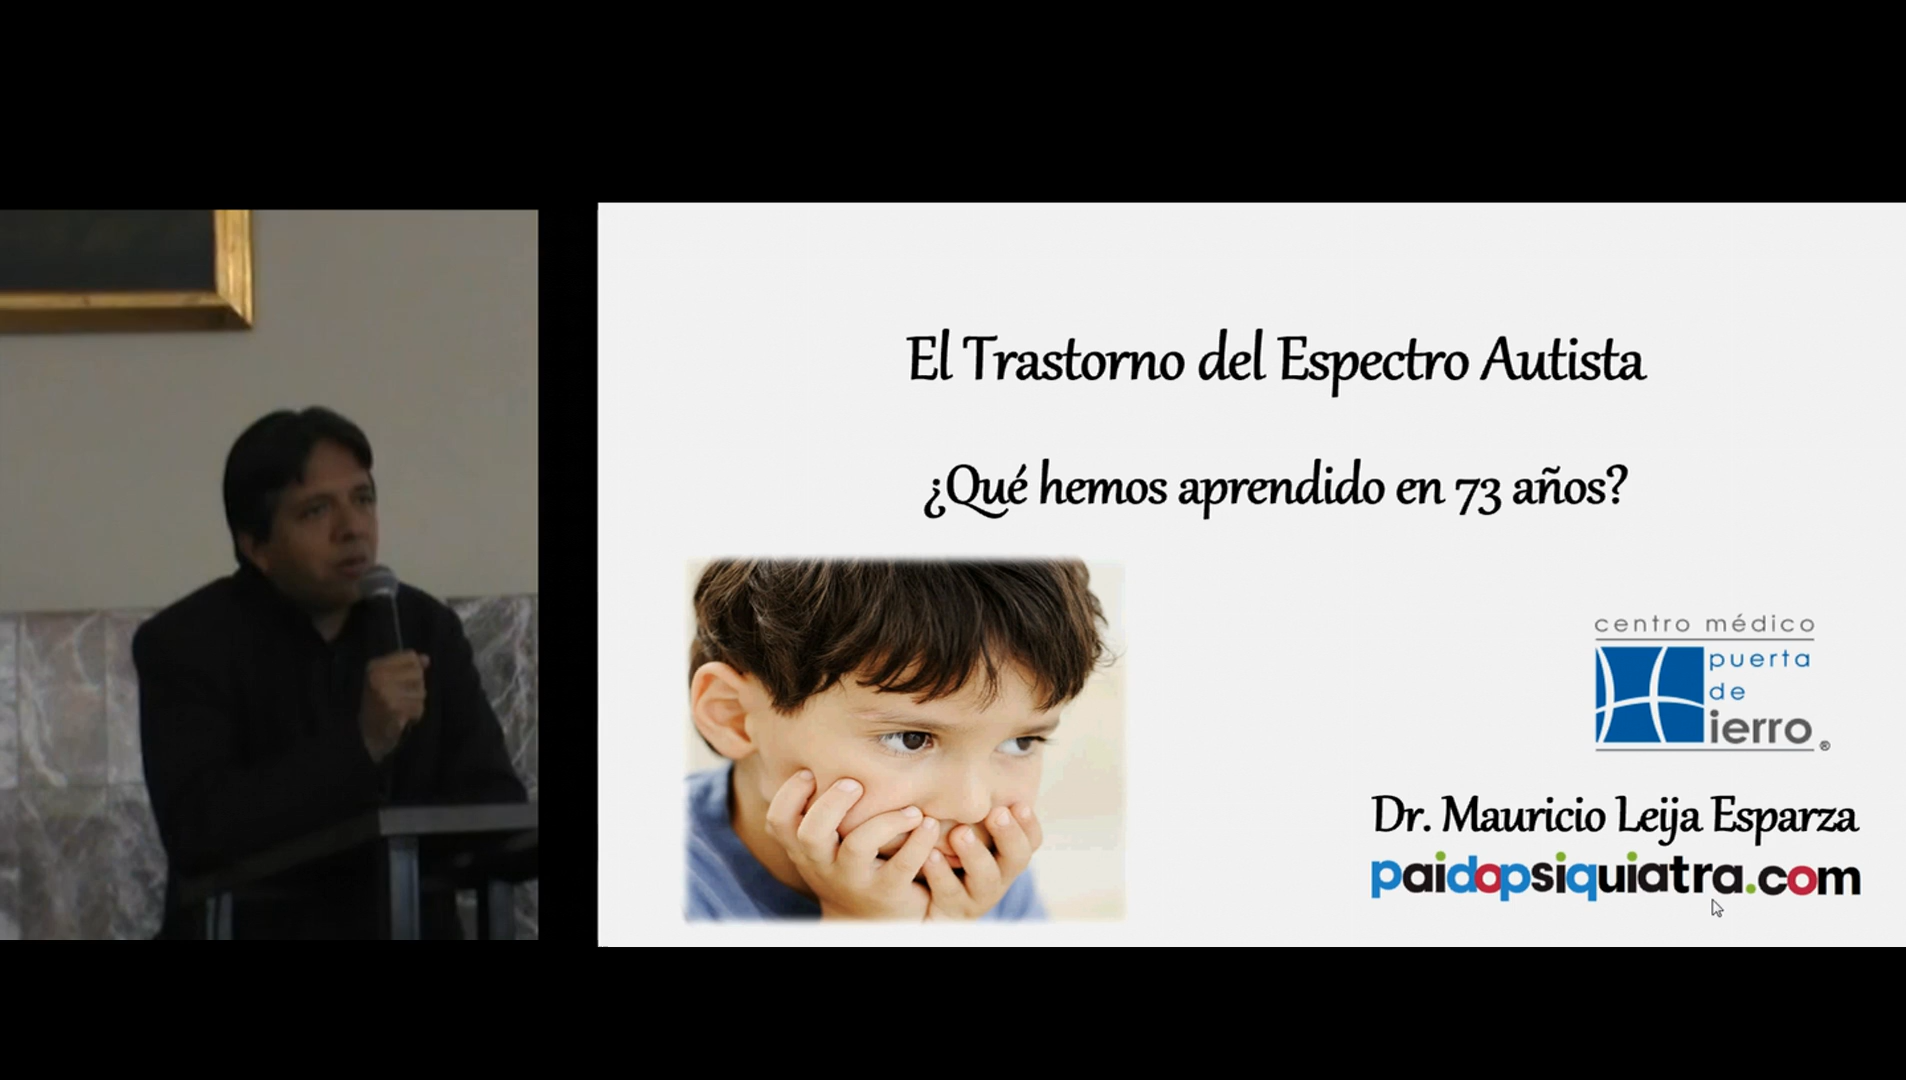 El Trastorno del Espectro Autista
¿Qué hemos aprendido en 73 años?
centro médico
puerta
de
ierro ®
Dr. Mauricio Leija Esparza
paidopsiquiatra.com